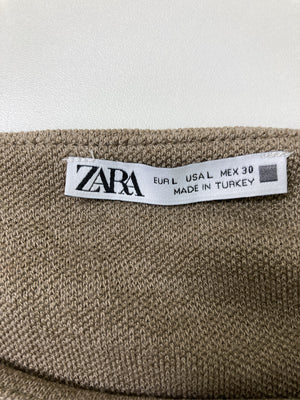 ZARA
EUR L USA L MEX 30
MADE IN TURKEY